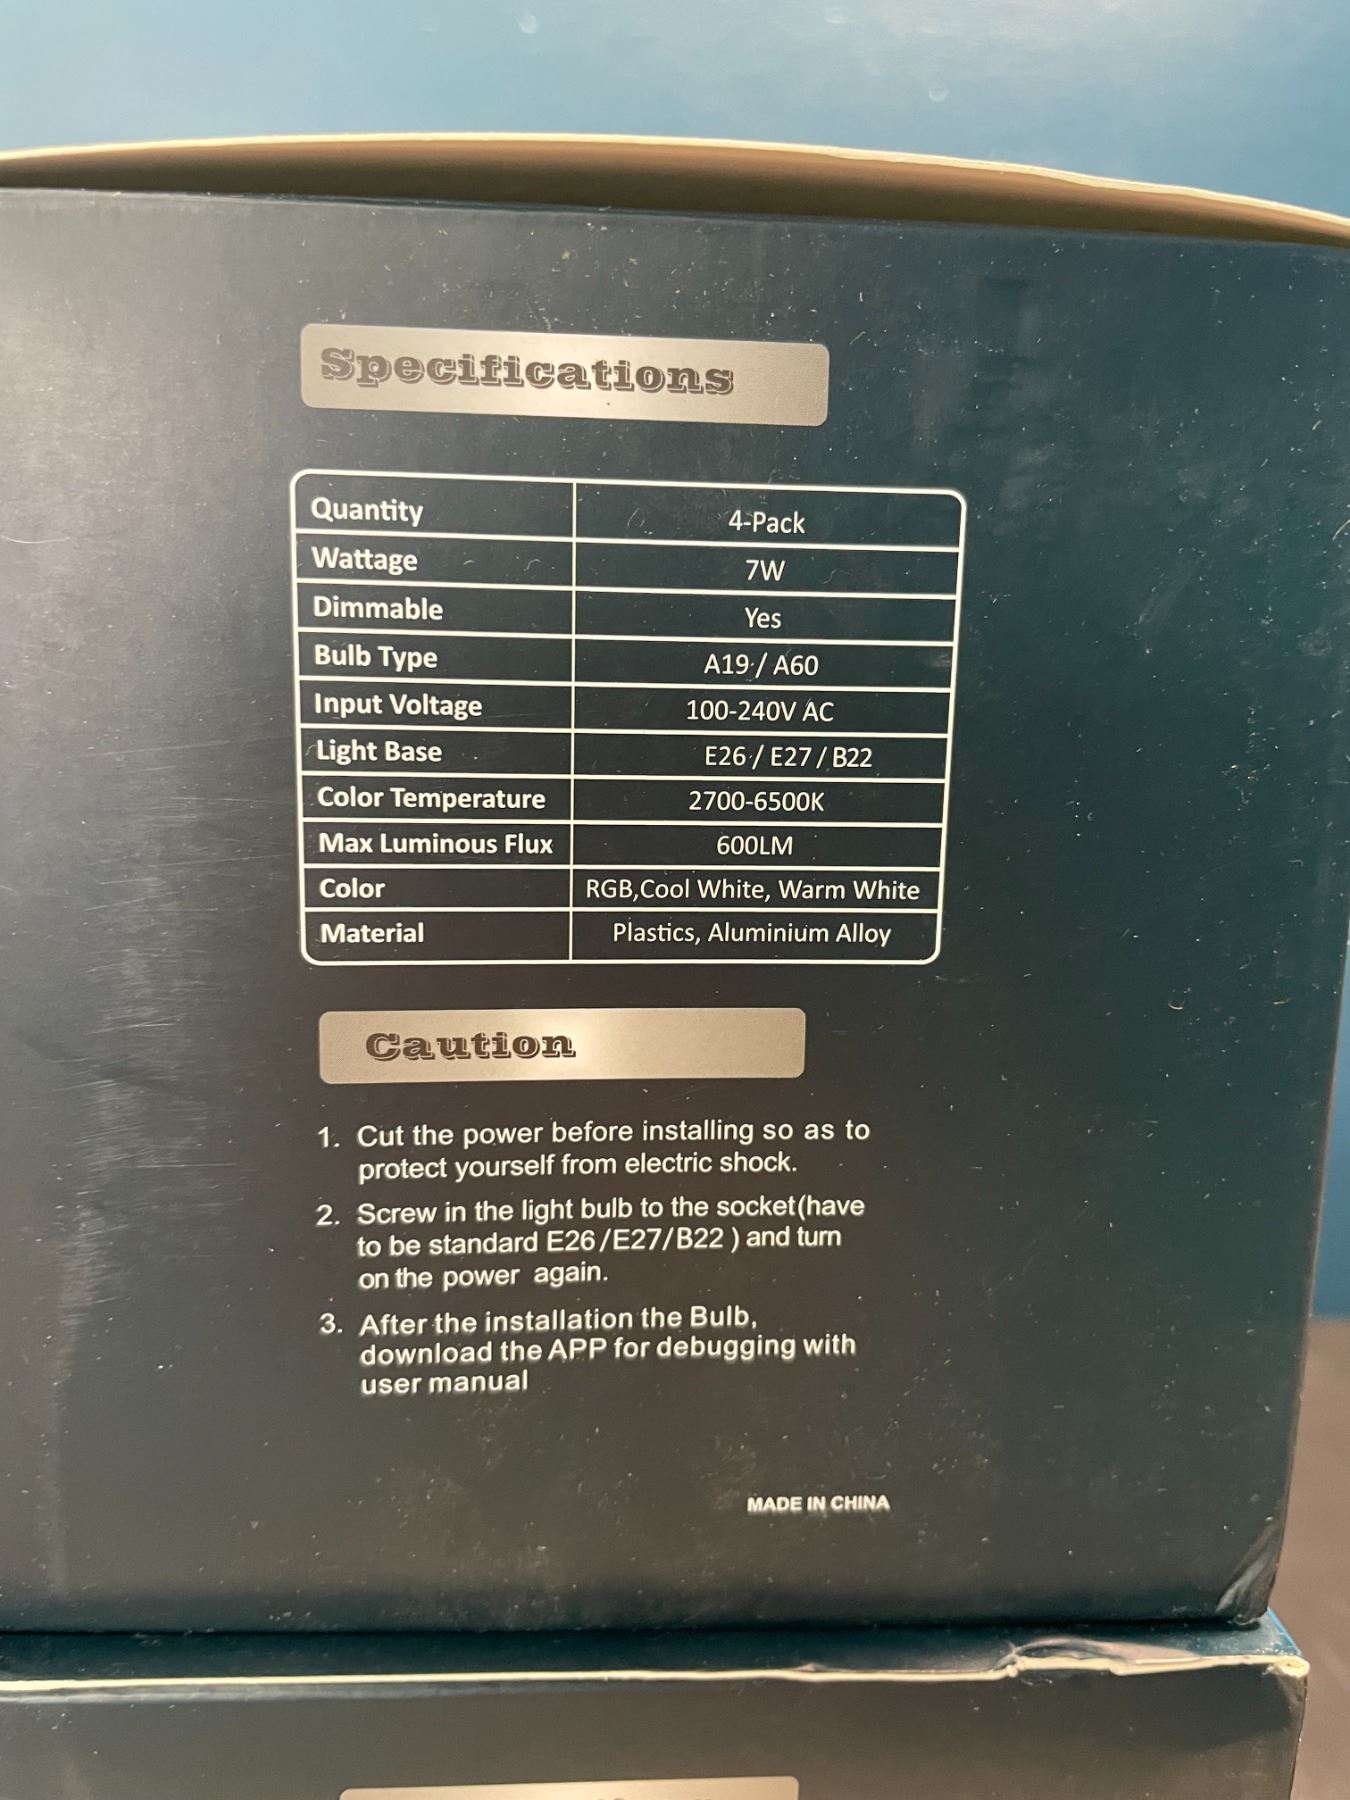 Specifications
Quantity 4-Pack
Wattage 7W
Dimmable Yes
Bulb Type A19 / A60
Input Voltage 100-240V AC
Light Base E26 / E27 / B22
Color Temperature 2700-6500K
Max Luminous Flux 600LM
Color RGB,Cool White, Warm White
Material Plastics, Aluminium Alloy
Caution
1. Cut the power before installing so as to
protect yourself from electric shock.
2. Screw in the light bulb to the socket(have
to be standard E26/E27/B22 ) and turn
on the power again.
3. After the installation the Bulb,
download the APP for debugging with
user manual
MADE IN CHINA